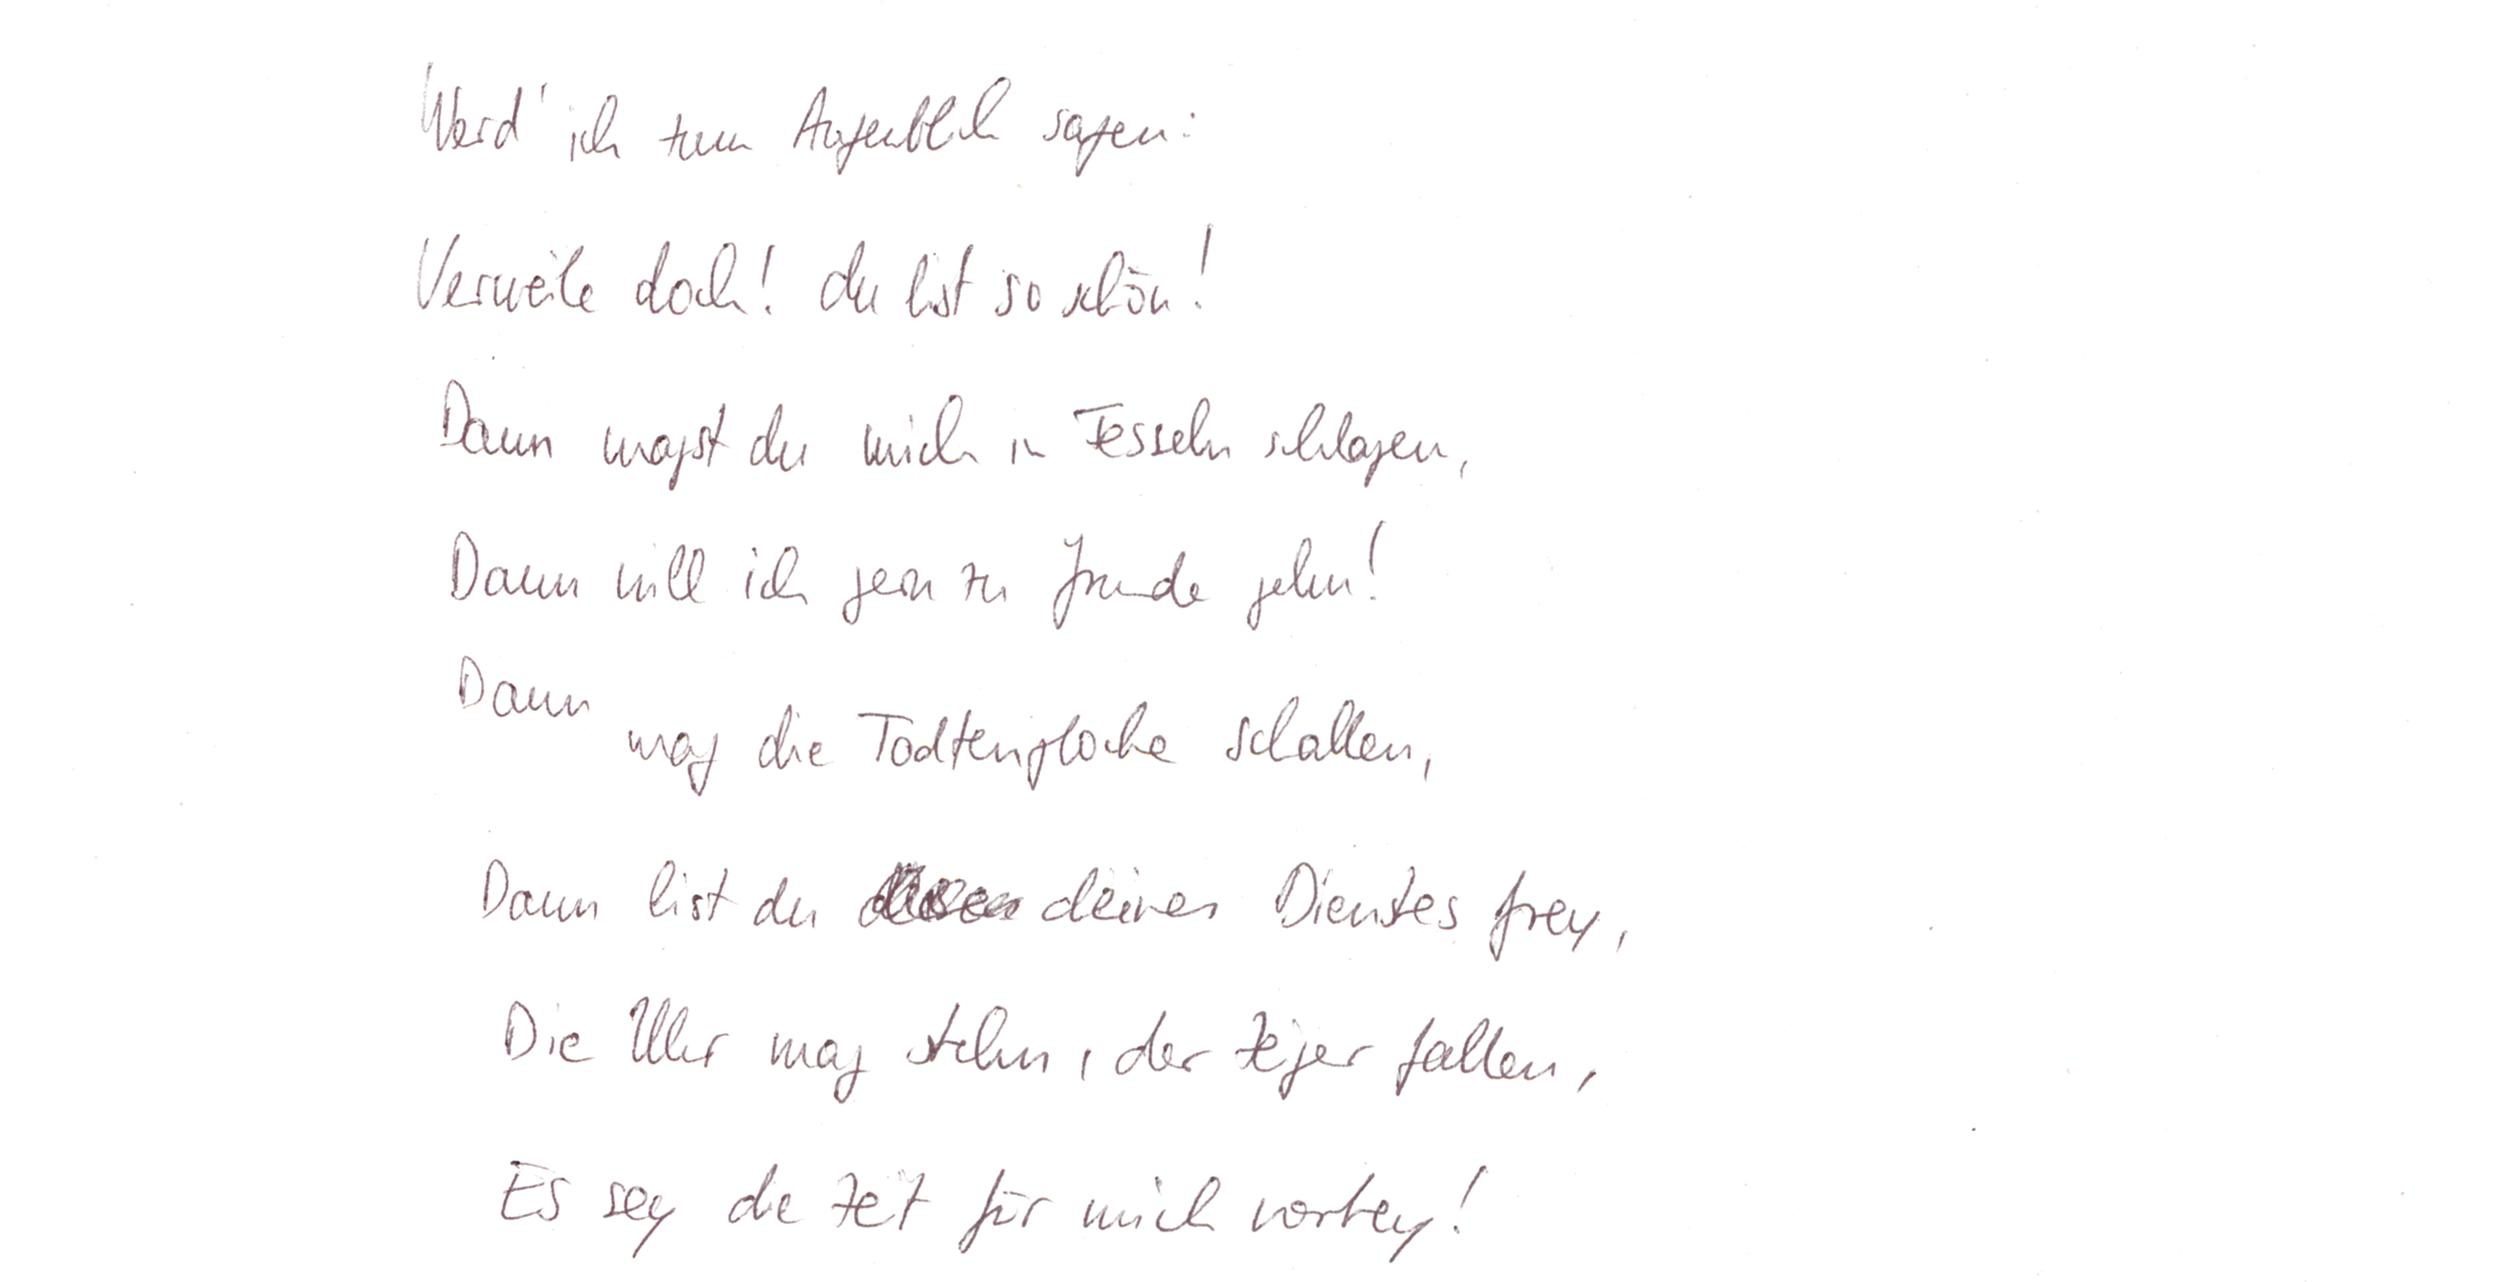 Werd' ich zum Augenblick sagen:
Verweile doch! du bist so schön!
Dann magst du mich in Fesseln schlagen,
Dann will ich gern zu Grunde gehn!
Dann mag die Todtenglocke schallen,
Dann bist du deines Dienstes frey,
Die Uhr mag stehn, der Zeiger fallen,
Es sey die Zeit für mich vorbey!